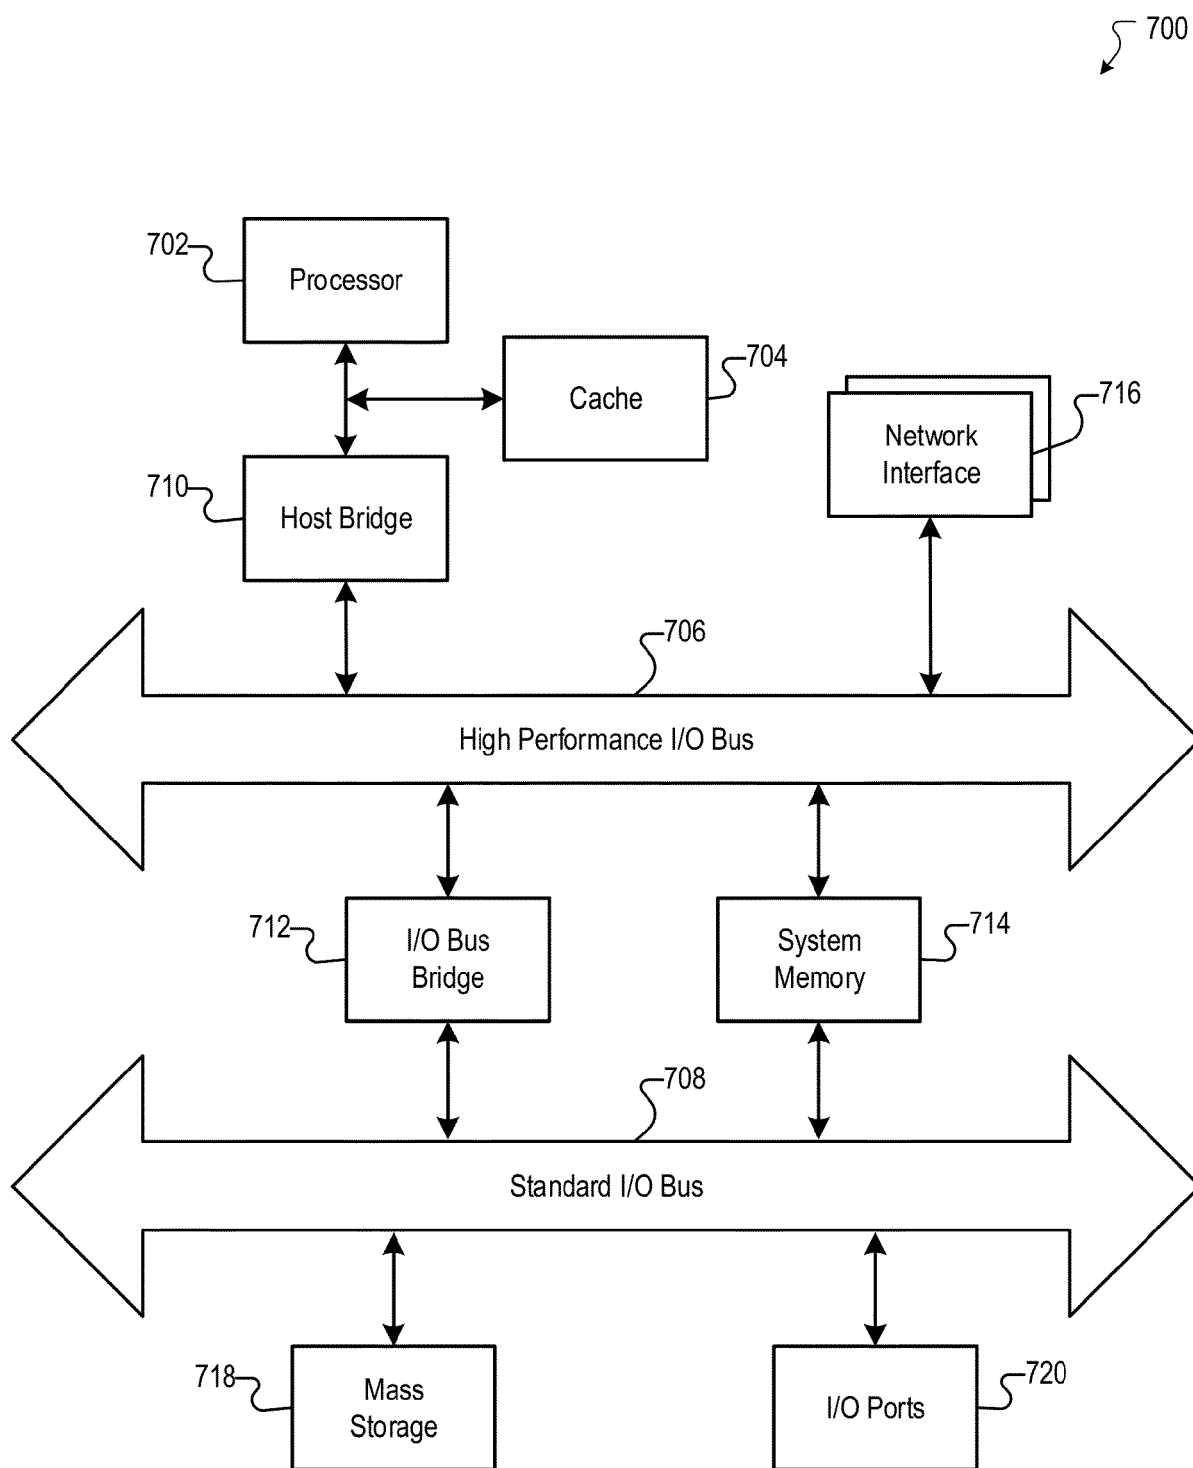 700
702
Processor
704
Cache
716
Network
Interface
710
Host Bridge
706
High Performance I/O Bus
712
I/O Bus
Bridge
714
System
Memory
708
Standard I/O Bus
718
Mass
Storage
720
I/O Ports